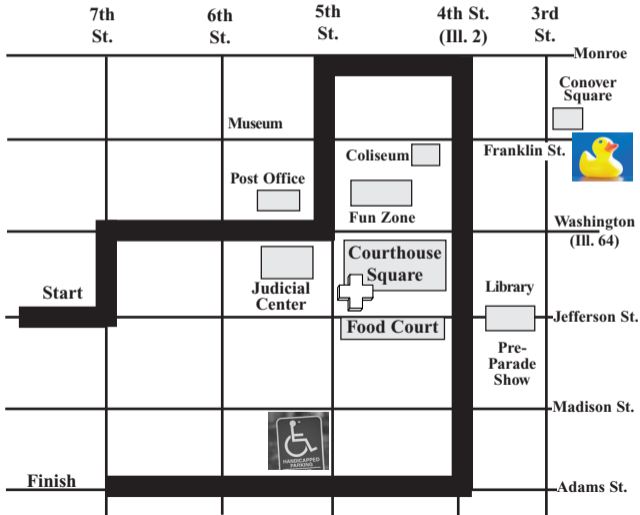 7th
St.
6th
St.
5th
St.
4th St.
(Ill. 2)
3rd
St.
Monroe
Conover
Square
Museum
Coliseum
Franklin St.
Post Office
Fun Zone
Washington
(Ill. 64)
Courthouse
Square
Start
Judicial
Center
Library
Food Court
Jefferson St.
Pre-
Parade
Show
Madison St.
HANDICAPPED
PARKING
Finish
Adams St.